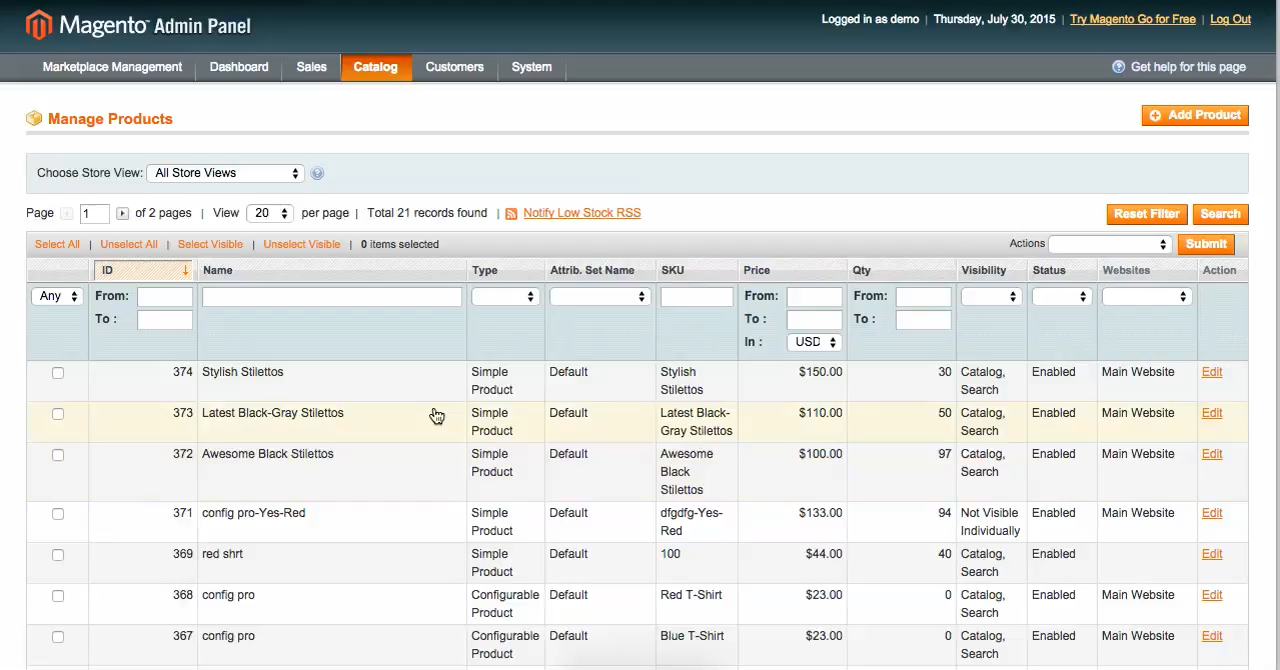 Magento Admin Panel
Logged in as demo | Thursday, July 30, 2015 | Try Magento Go for Free | Log Out
Marketplace Management Dashboard Sales Catalog Customers System Get help for this page
Manage Products Add Product
Choose Store View: All Store Views
Page 1 of 2 pages | View 20 per page | Total 21 records found | Notify Low Stock RSS Reset Filter Search
Select All | Unselect All | Select Visible | Unselect Visible | 0 items selected Actions Submit
ID Name Type Attrib. Set Name SKU Price Qty Visibility Status Websites Action
Any From: From: From:
To : To : To :
In : USD
374 Stylish Stilettos Simple Default Stylish $150.00 30 Catalog, Enabled Main Website Edit
Product Stilettos Search
373 Latest Black-Gray Stilettos Simple Default Latest Black- $110.00 50 Catalog, Enabled Main Website Edit
Product Gray Stilettos Search
372 Awesome Black Stilettos Simple Default Awesome $100.00 97 Catalog, Enabled Main Website Edit
Product Black Search
Stilettos
371 config pro-Yes-Red Simple Default dfgdfg-Yes- $133.00 94 Not Visible Enabled Main Website Edit
Product Red Individually
369 red shrt Simple Default 100 $44.00 40 Catalog, Enabled Edit
Product Search
368 config pro Configurable Default Red T-Shirt $23.00 0 Catalog, Enabled Main Website Edit
Product Search
367 config pro Configurable Default Blue T-Shirt $23.00 0 Catalog, Enabled Main Website Edit
Product Search